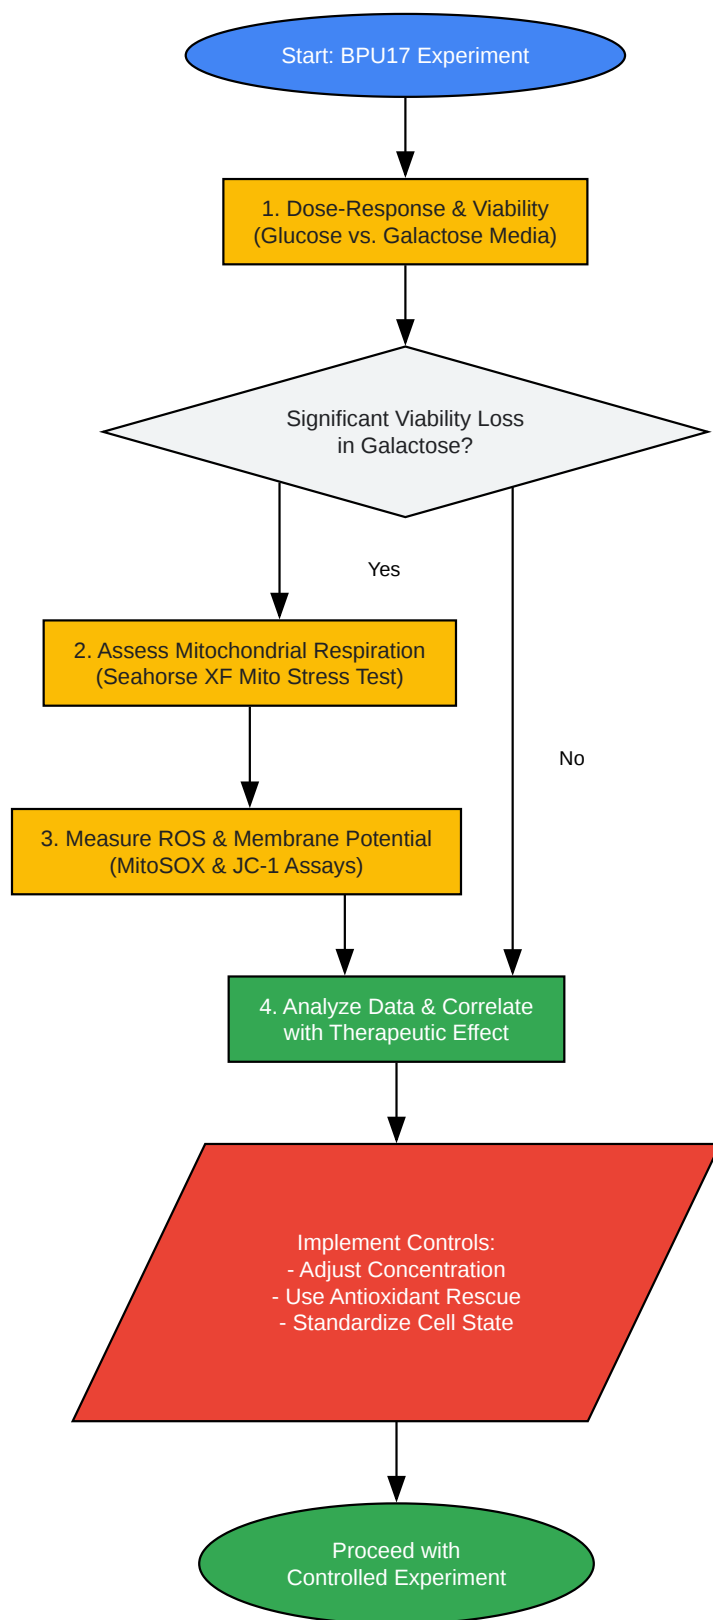 Start: BPU17 Experiment
1. Dose-Response & Viability
(Glucose vs. Galactose Media)
Significant Viability Loss
in Galactose?
Yes
2. Assess Mitochondrial Respiration
(Seahorse XF Mito Stress Test)
No
3. Measure ROS & Membrane Potential
(MitoSOX & JC-1 Assays)
4. Analyze Data & Correlate
with Therapeutic Effect
Implement Controls:
- Adjust Concentration
- Use Antioxidant Rescue
- Standardize Cell State
Proceed with
Controlled Experiment